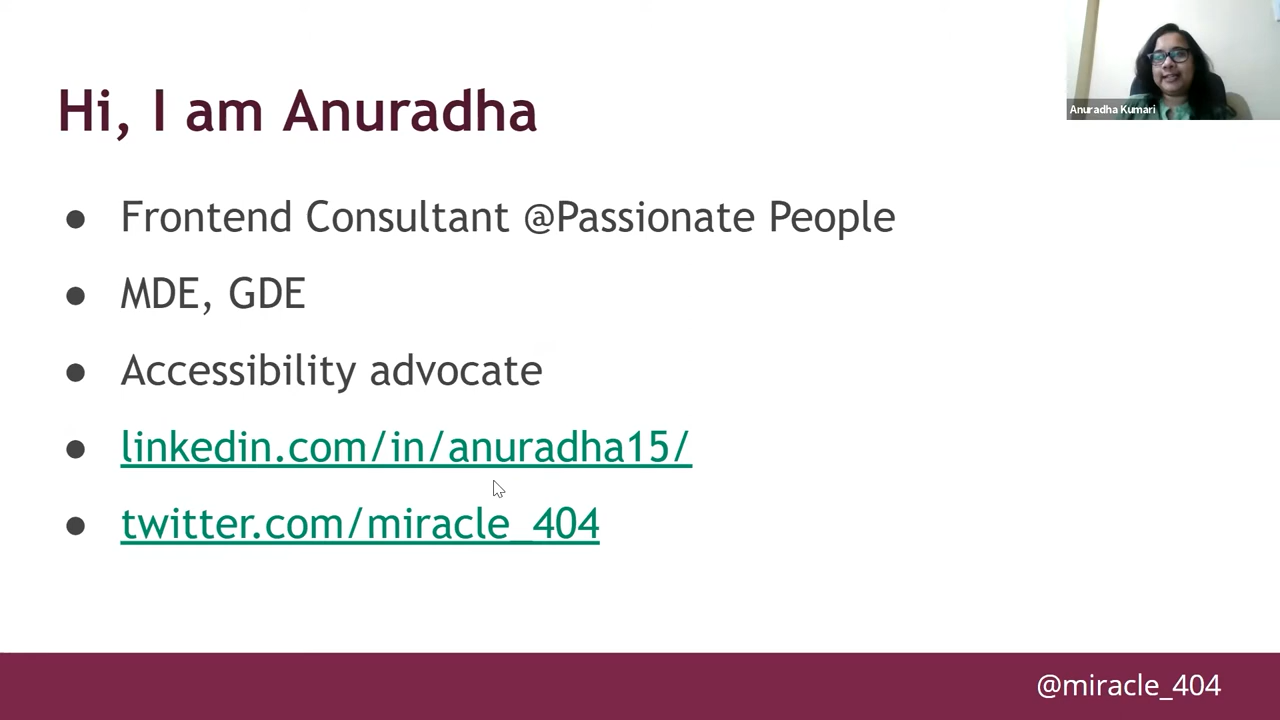 Hi, I am Anuradha
Anuradha Kumari
● Frontend Consultant @Passionate People
● MDE, GDE
● Accessibility advocate
● linkedin.com/in/anuradha15/
● twitter.com/miracle_404
@miracle_404